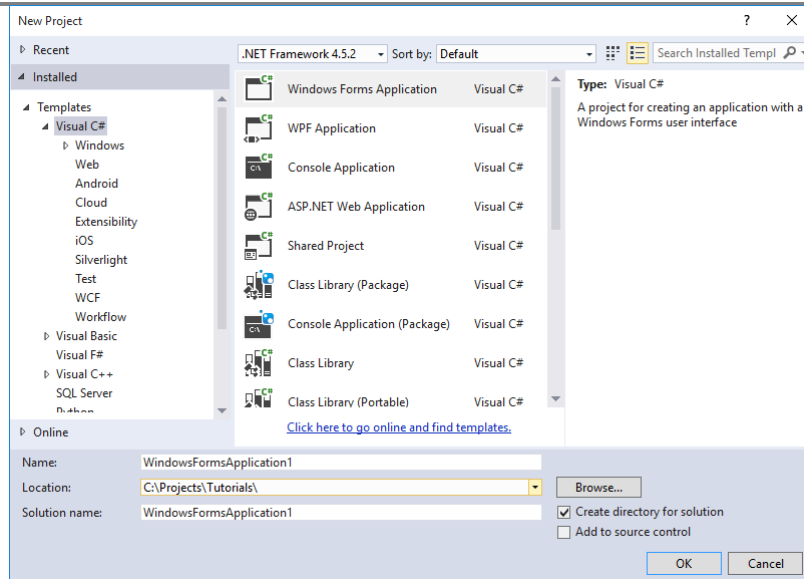 New Project
?
Recent
.NET Framework 4.5.2
Sort by: Default
Search Installed Templ
Installed
Templates
Visual C#
Windows
Web
Android
Cloud
Extensibility
iOS
Silverlight
Test
WCF
Workflow
Visual Basic
Visual F#
Visual C++
SQL Server
Python
Online
Windows Forms Application Visual C#
WPF Application Visual C#
Console Application Visual C#
ASP.NET Web Application Visual C#
Shared Project Visual C#
Class Library (Package) Visual C#
Console Application (Package) Visual C#
Class Library Visual C#
Class Library (Portable) Visual C#
Click here to go online and find templates.
Type: Visual C#
A project for creating an application with a
Windows Forms user interface
Name: WindowsFormsApplication1
Location: C:\Projects\Tutorials\
Browse...
Solution name: WindowsFormsApplication1
Create directory for solution
Add to source control
OK
Cancel